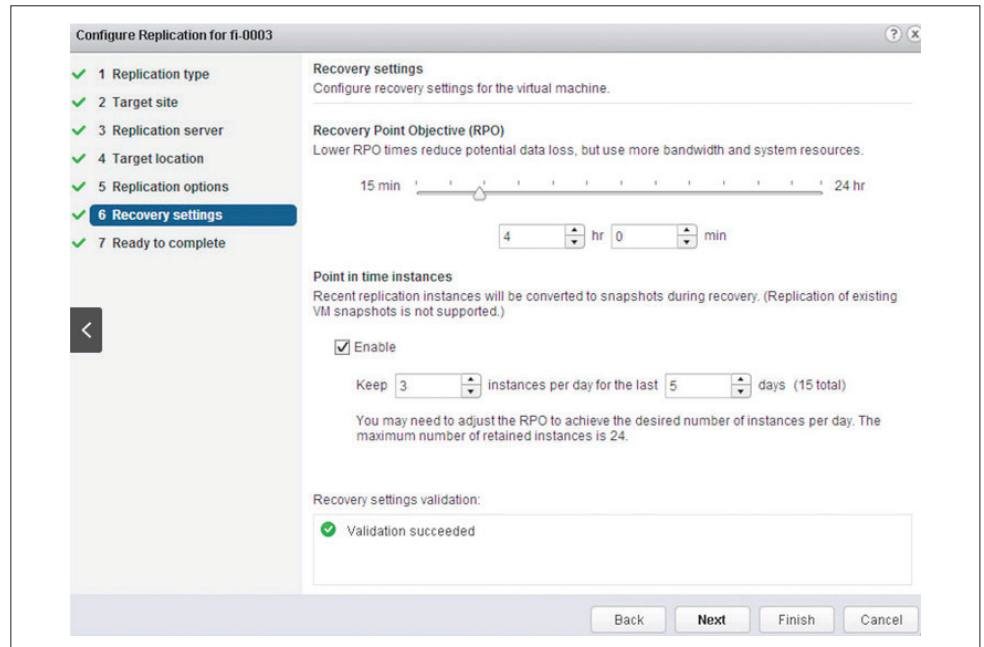 Configure Replication for fi-0003
1 Replication type
2 Target site
3 Replication server
4 Target location
5 Replication options
6 Recovery settings
7 Ready to complete
Recovery settings
Configure recovery settings for the virtual machine.
Recovery Point Objective (RPO)
Lower RPO times reduce potential data loss, but use more bandwidth and system resources.
15 min 24 hr
4 hr 0 min
Point in time instances
Recent replication instances will be converted to snapshots during recovery. (Replication of existing
VM snapshots is not supported.)
Enable
Keep 3 instances per day for the last 5 days (15 total)
You may need to adjust the RPO to achieve the desired number of instances per day. The
maximum number of retained instances is 24.
Recovery settings validation:
Validation succeeded
Back Next Finish Cancel